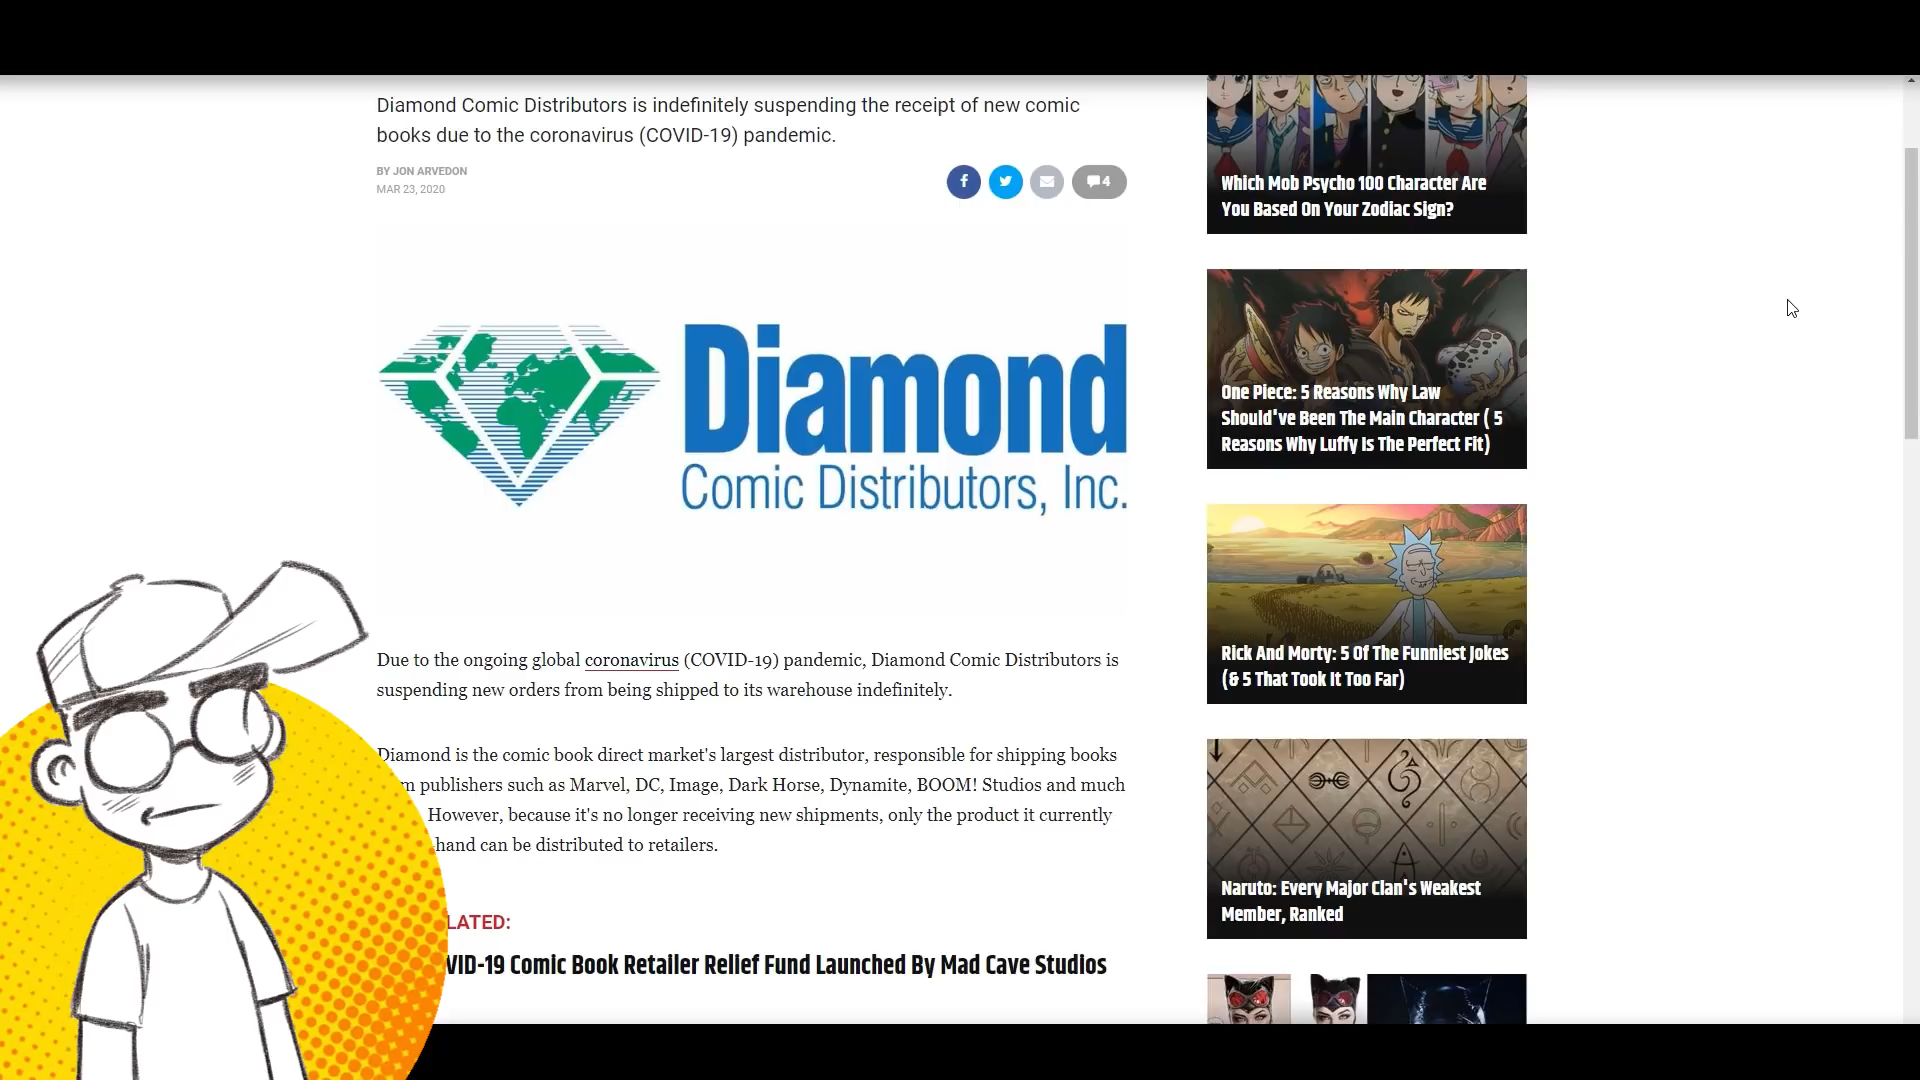 Diamond Comic Distributors is indefinitely suspending the receipt of new comic
books due to the coronavirus (COVID-19) pandemic.
BY JON ARVEDON
MAR 23, 2020
f
4
Diamond
Comic Distributors, Inc.
Due to the ongoing global coronavirus (COVID-19) pandemic, Diamond Comic Distributors is
suspending new orders from being shipped to its warehouse indefinitely.
Diamond is the comic book direct market's largest distributor, responsible for shipping books
publishers such as Marvel, DC, Image, Dark Horse, Dynamite, BOOM! Studios and much
However, because it's no longer receiving new shipments, only the product it currently
hand can be distributed to retailers.
LATED:
VID-19 Comic Book Retailer Relief Fund Launched By Mad Cave Studios
Which Mob Psycho 100 Character Are
You Based On Your Zodiac Sign?
One Piece: 5 Reasons Why Law
Should've Been The Main Character ( 5
Reasons Why Luffy Is The Perfect Fit)
Rick And Morty: 5 Of The Funniest Jokes
(& 5 That Took It Too Far)
Naruto: Every Major Clan's Weakest
Member, Ranked